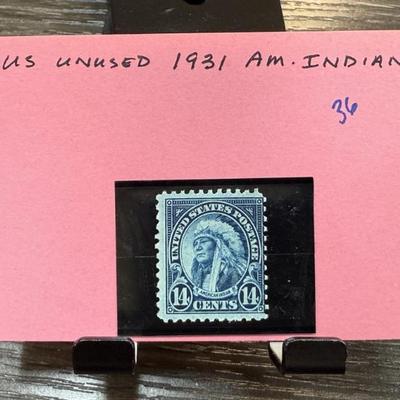 US UNUSED 1931 AM. INDIAN
36
UNITED STATES POSTAGE
AMERICAN INDIAN
14 CENTS 14